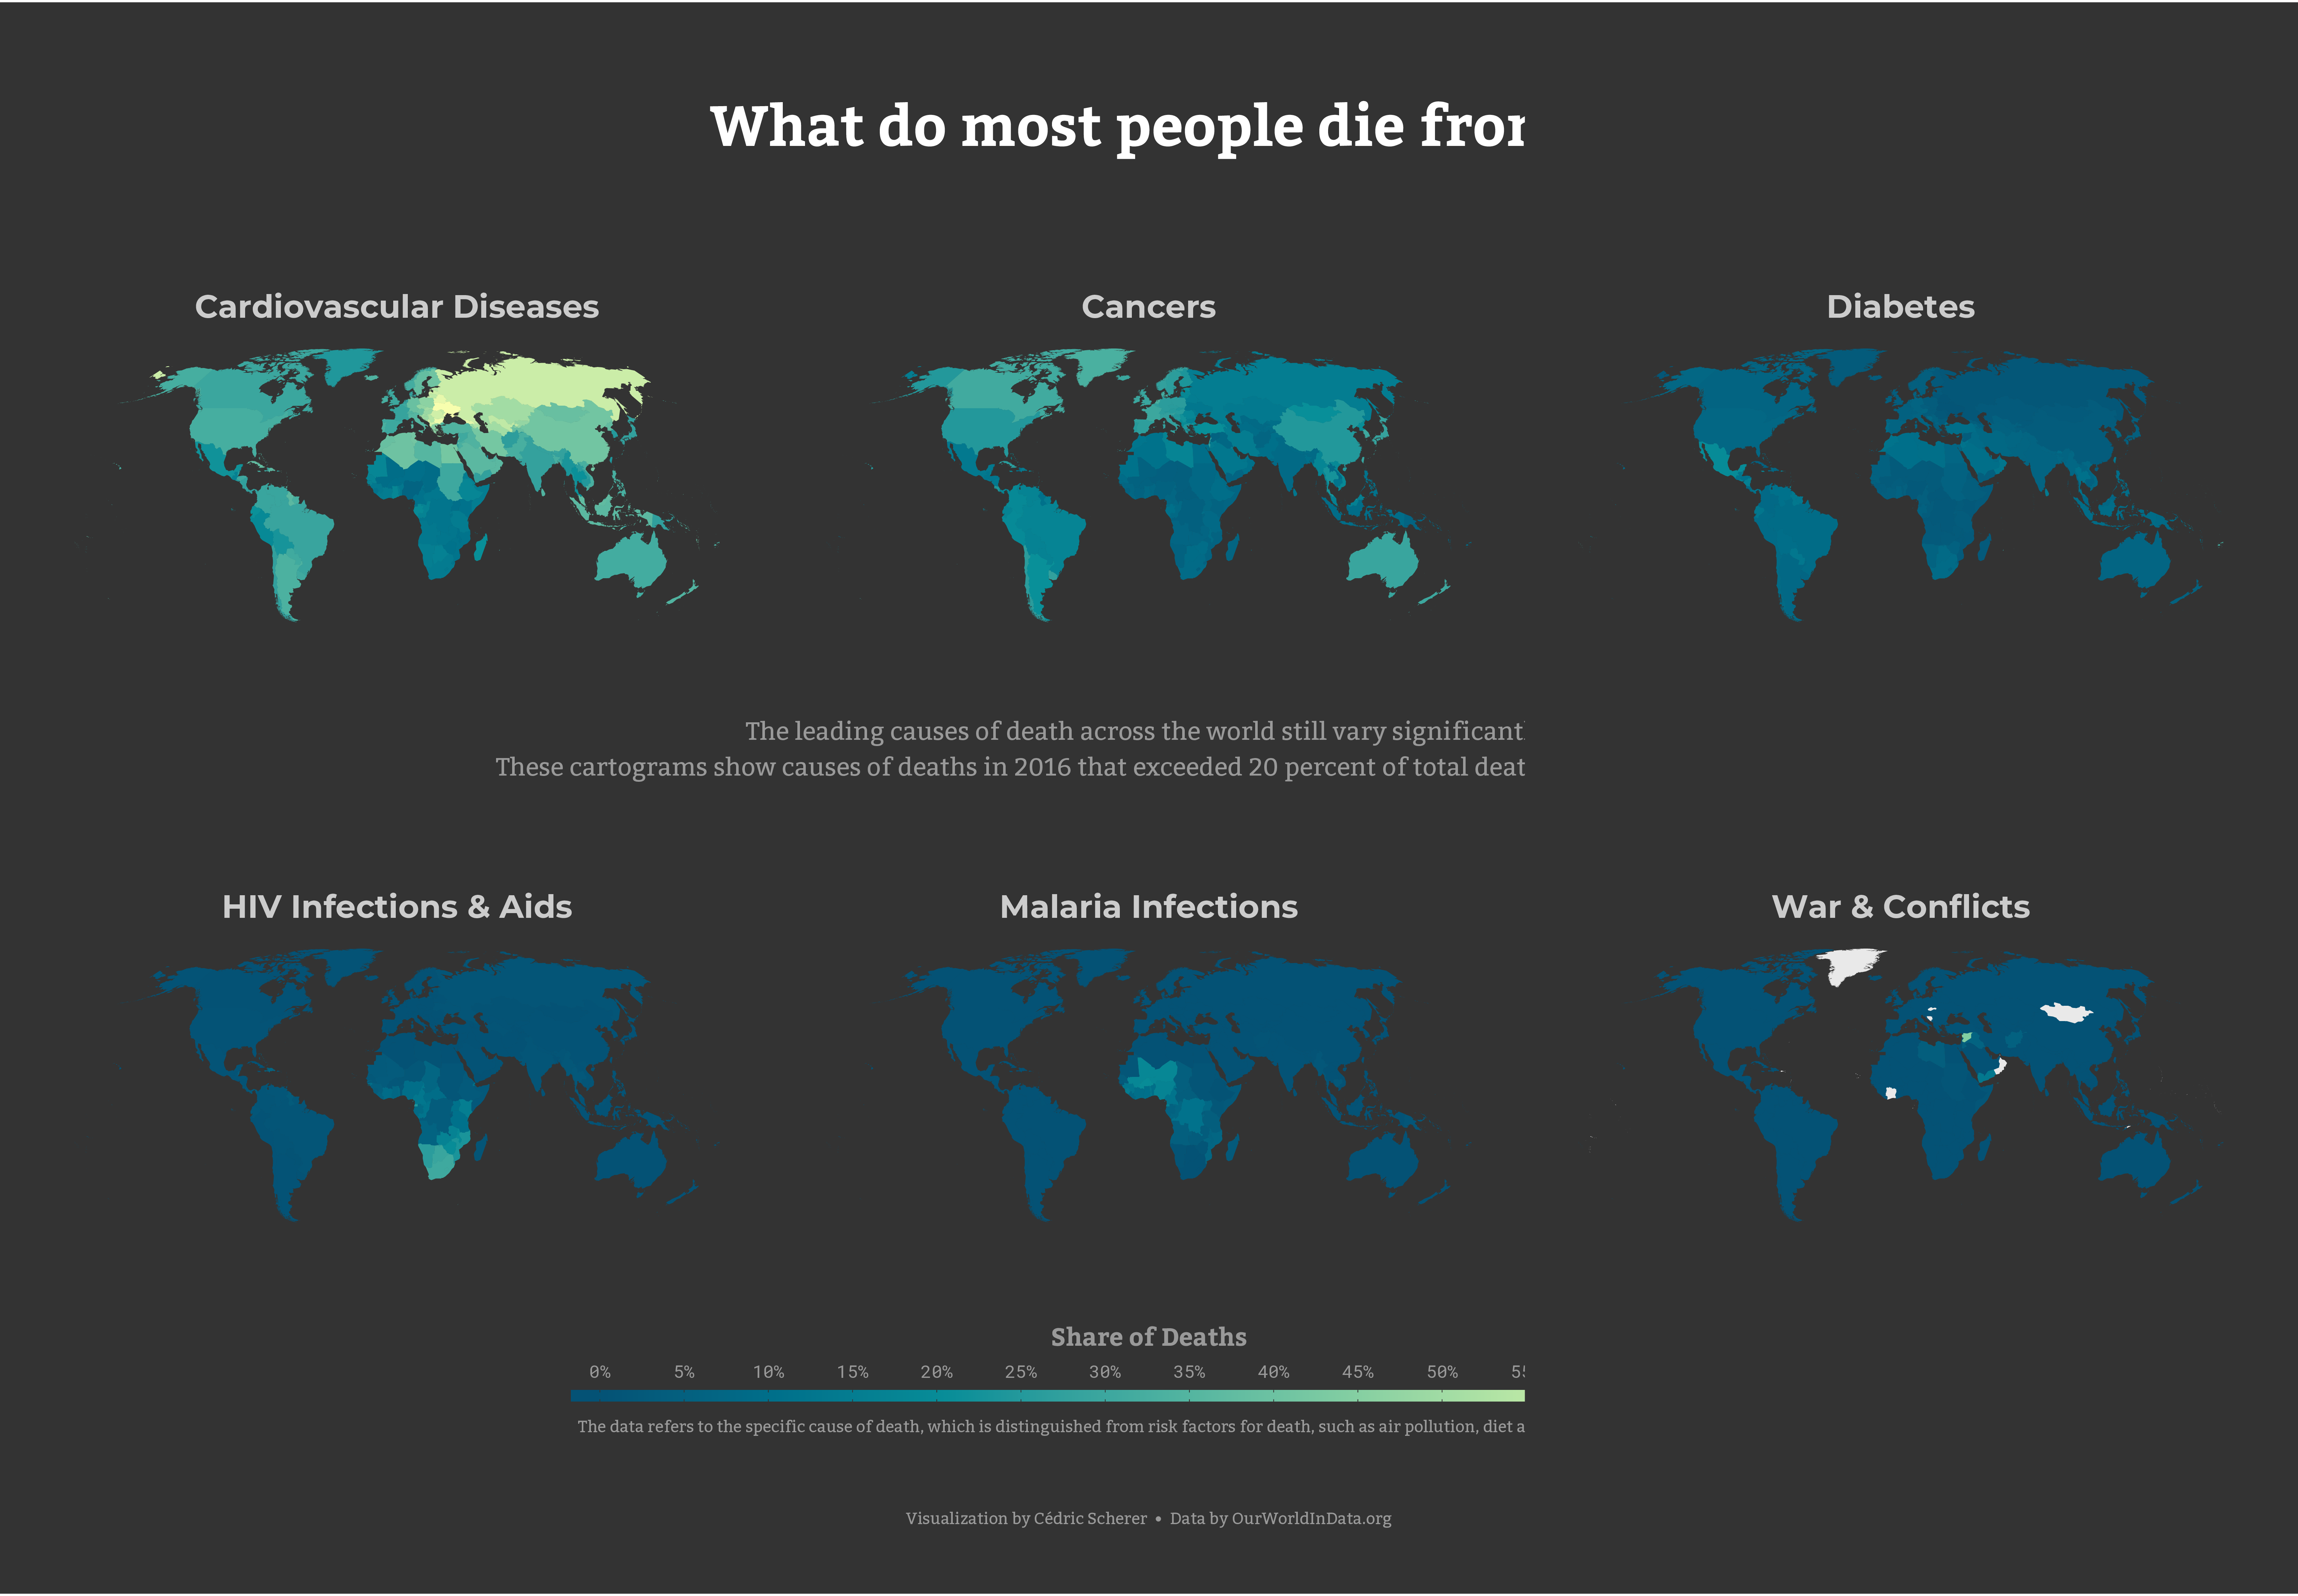 What do most people die from
Cardiovascular Diseases
Cancers
Diabetes
The leading causes of death across the world still vary significant
These cartograms show causes of deaths in 2016 that exceeded 20 percent of total deat
HIV Infections & Aids
Malaria Infections
War & Conflicts
Share of Deaths
0% 5% 10% 15% 20% 25% 30% 35% 40% 45% 50% 55
The data refers to the specific cause of death, which is distinguished from risk factors for death, such as air pollution, diet a
Visualization by Cédric Scherer • Data by OurWorldInData.org